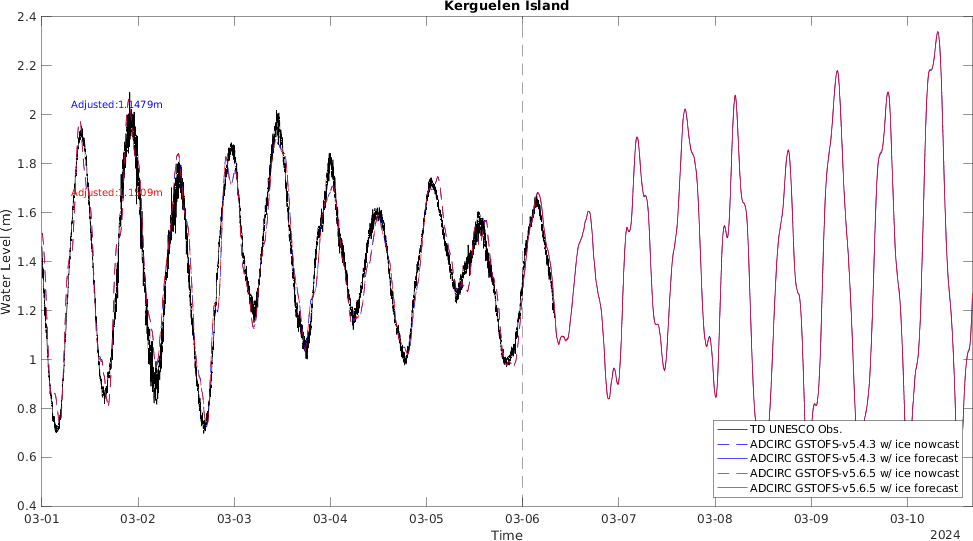 Kerguelen Island
2.4
2.2
2
1.8
1.6
1.4
1.2
1
0.8
0.6
0.4
Water Level (m)
Adjusted:1.1479m
Adjusted:1.1909m
TD UNESCO Obs.
ADCIRC GSTOFS-v5.4.3 w/ ice nowcast
ADCIRC GSTOFS-v5.4.3 w/ ice forecast
ADCIRC GSTOFS-v5.6.5 w/ ice nowcast
ADCIRC GSTOFS-v5.6.5 w/ ice forecast
03-01 03-02 03-03 03-04 03-05 03-06 03-07 03-08 03-09 03-10
Time
2024